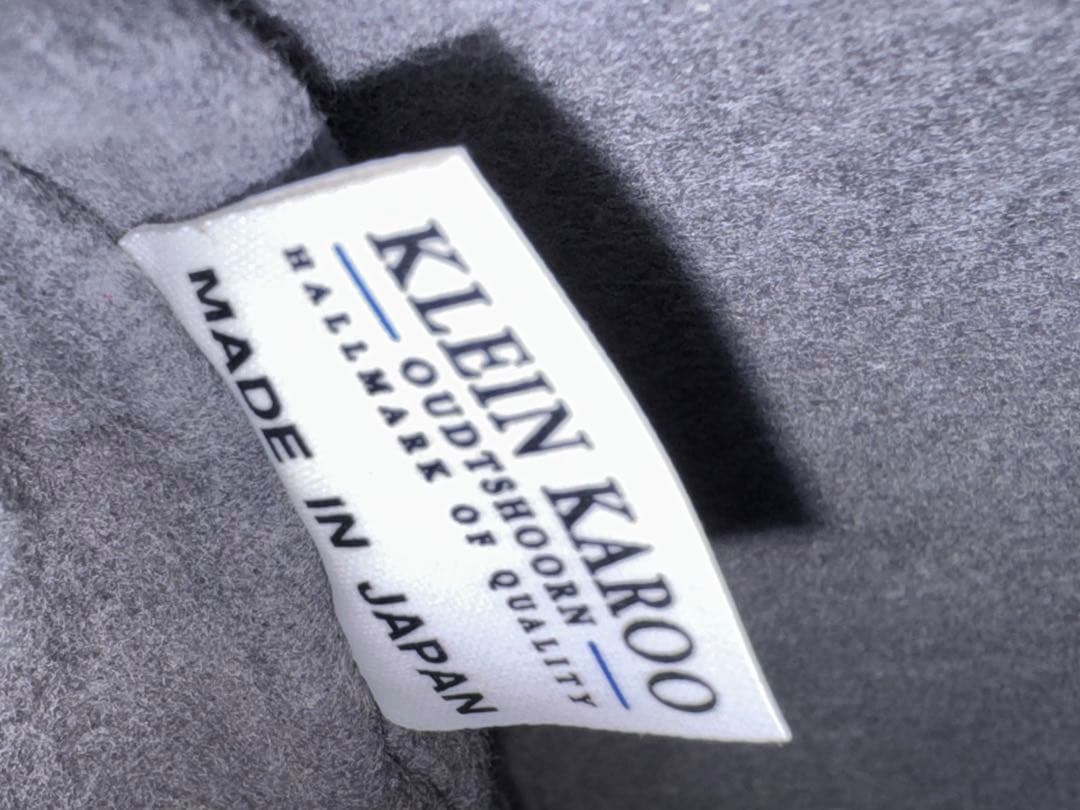 KLEIN KAROO
OUDTSHOORN
HALLMARK OF QUALITY
MADE IN JAPAN